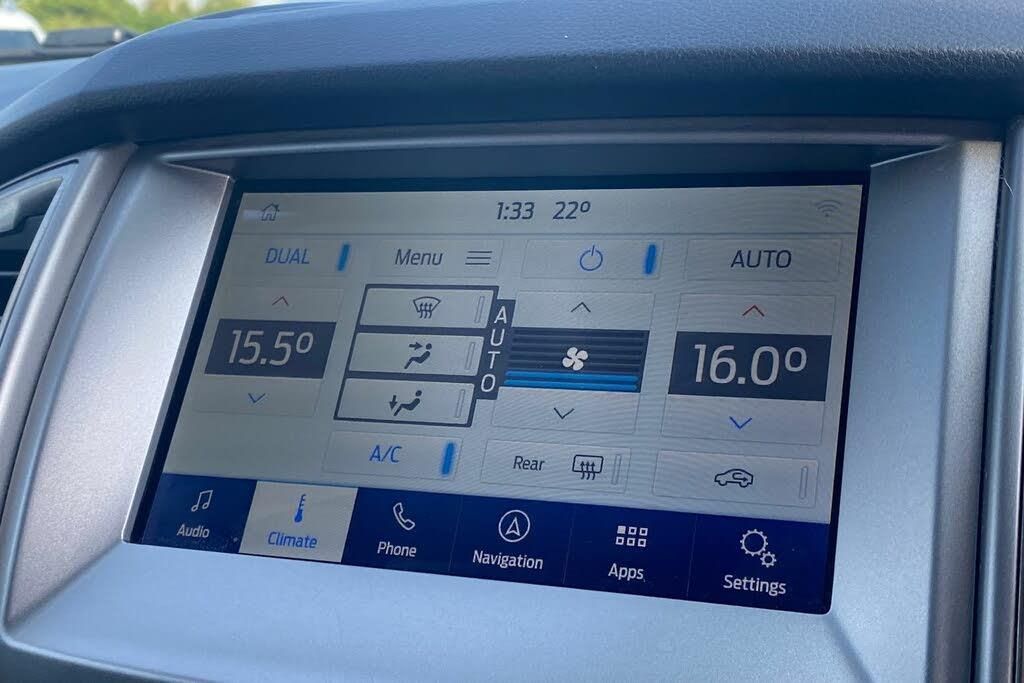 1:33 22º
DUAL
Menu
AUTO
15.5º
AUTO
16.0º
A/C
Rear
Audio
Climate
Phone
Navigation
Apps
Settings